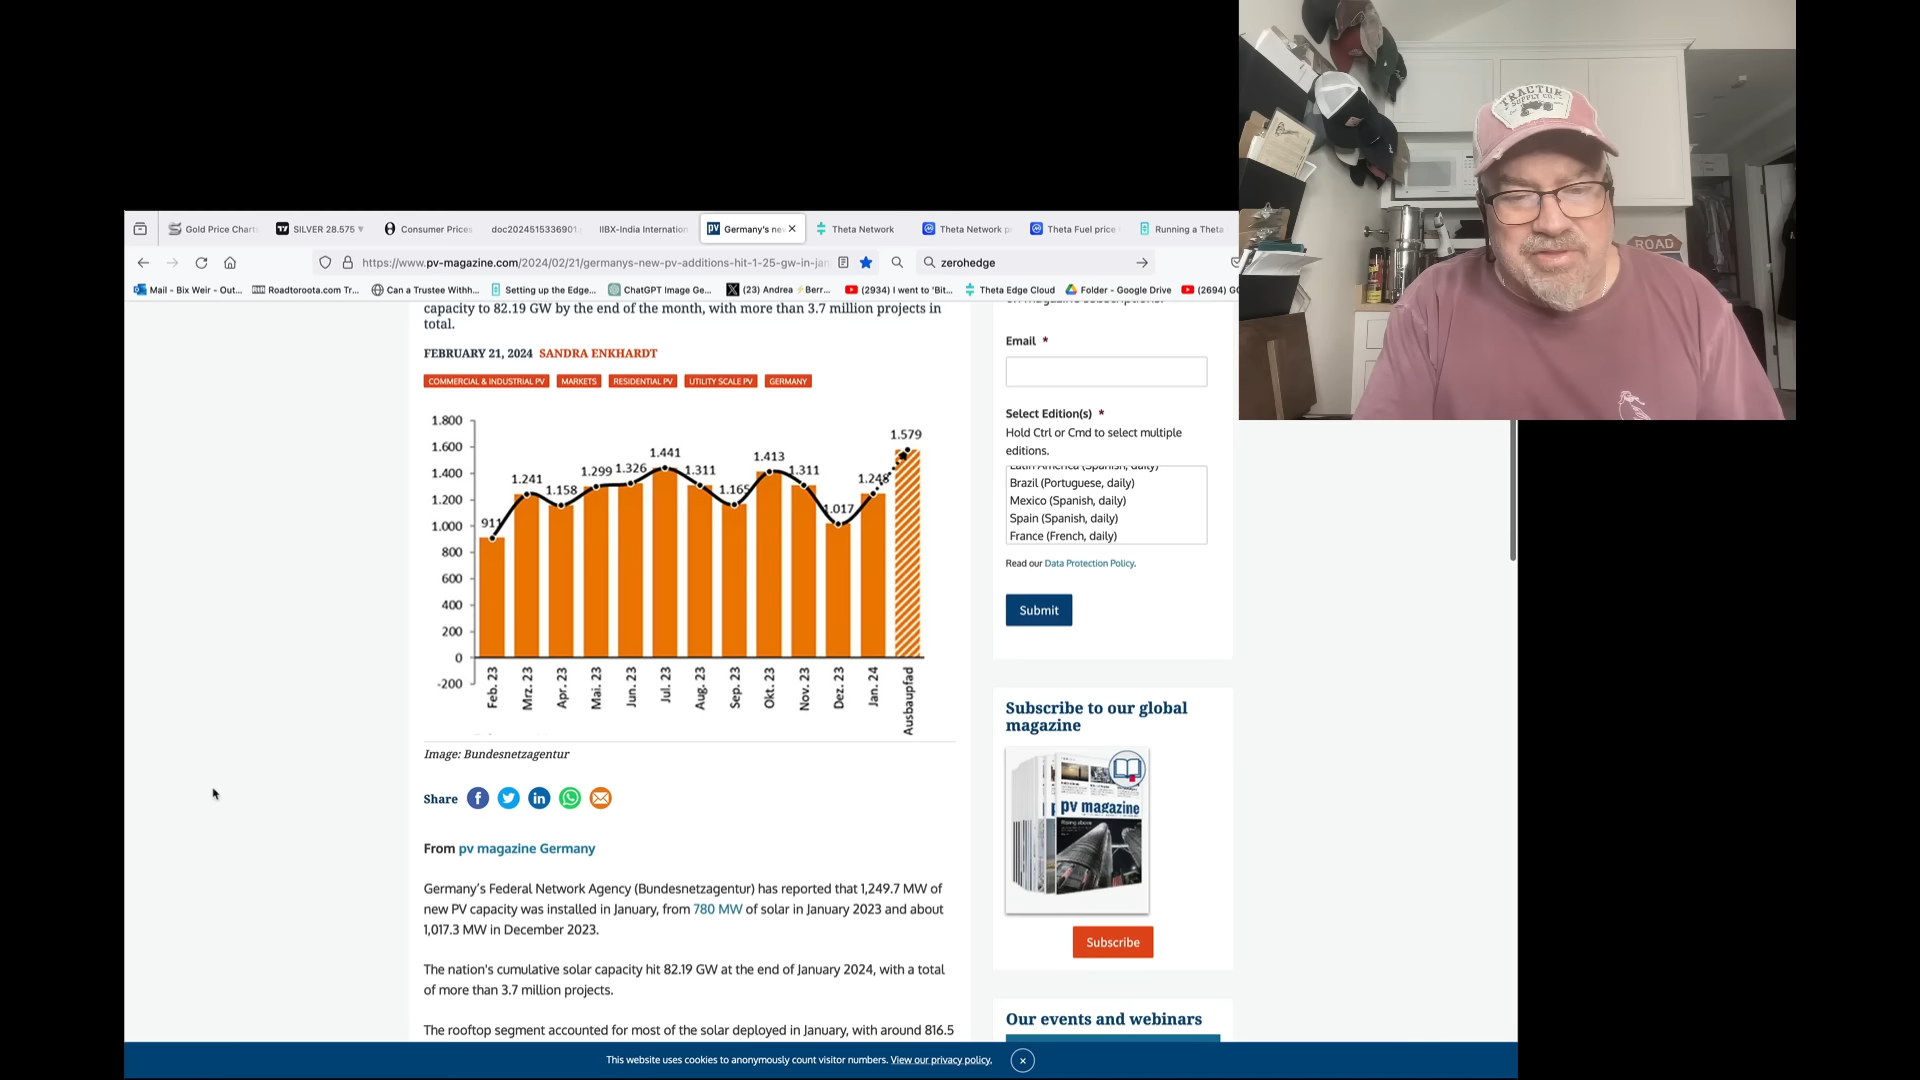 Gold Price Chart
SILVER 28.575
Consumer Prices
doc2024515336901
IIBX-India Internation
Germany's ne
Theta Network
Theta Network p
Theta Fuel price
Running a Theta
https://www.pv-magazine.com/2024/02/21/germanys-new-pv-additions-hit-1-25-gw-in-jan
zerohedge
Mail - Bix Weir - Out...
Roadtoroota.com Tr...
Can a Trustee Withh...
Setting up the Edge...
ChatGPT Image Ge...
(23) Andrea ⚡Berr...
(2934) I went to 'Bit...
Theta Edge Cloud
Folder - Google Drive
(2694) GO
TRACTOR
SUPPLY CO.
ROAD
capacity to 82.19 GW by the end of the month, with more than 3.7 million projects in
total.
FEBRUARY 21, 2024 SANDRA ENKHARDT
COMMERCIAL & INDUSTRIAL PV MARKETS RESIDENTIAL PV UTILITY SCALE PV GERMANY
1.800
1.600
1.400
1.200
1.000
800
600
400
200
0
-200
911
1.241
1.158
1.299
1.326
1.441
1.311
1.165
1.413
1.311
1.017
1.248
1.579
Feb. 23
Mrz. 23
Apr. 23
Mai. 23
Jun. 23
Jul. 23
Aug. 23
Sep. 23
Okt. 23
Nov. 23
Dez. 23
Jan. 24
Ausbaupfad
Image: Bundesnetzagentur
Share
From pv magazine Germany
Germany's Federal Network Agency (Bundesnetzagentur) has reported that 1,249.7 MW of
new PV capacity was installed in January, from 780 MW of solar in January 2023 and about
1,017.3 MW in December 2023.
The nation's cumulative solar capacity hit 82.19 GW at the end of January 2024, with a total
of more than 3.7 million projects.
The rooftop segment accounted for most of the solar deployed in January, with around 816.5
Email *
Select Edition(s) *
Hold Ctrl or Cmd to select multiple
editions.
Latin America (Spanish, daily)
Brazil (Portuguese, daily)
Mexico (Spanish, daily)
Spain (Spanish, daily)
France (French, daily)
Read our Data Protection Policy.
Submit
Subscribe to our global
magazine
pv magazine
Subscribe
Our events and webinars
This website uses cookies to anonymously count visitor numbers. View our privacy policy.